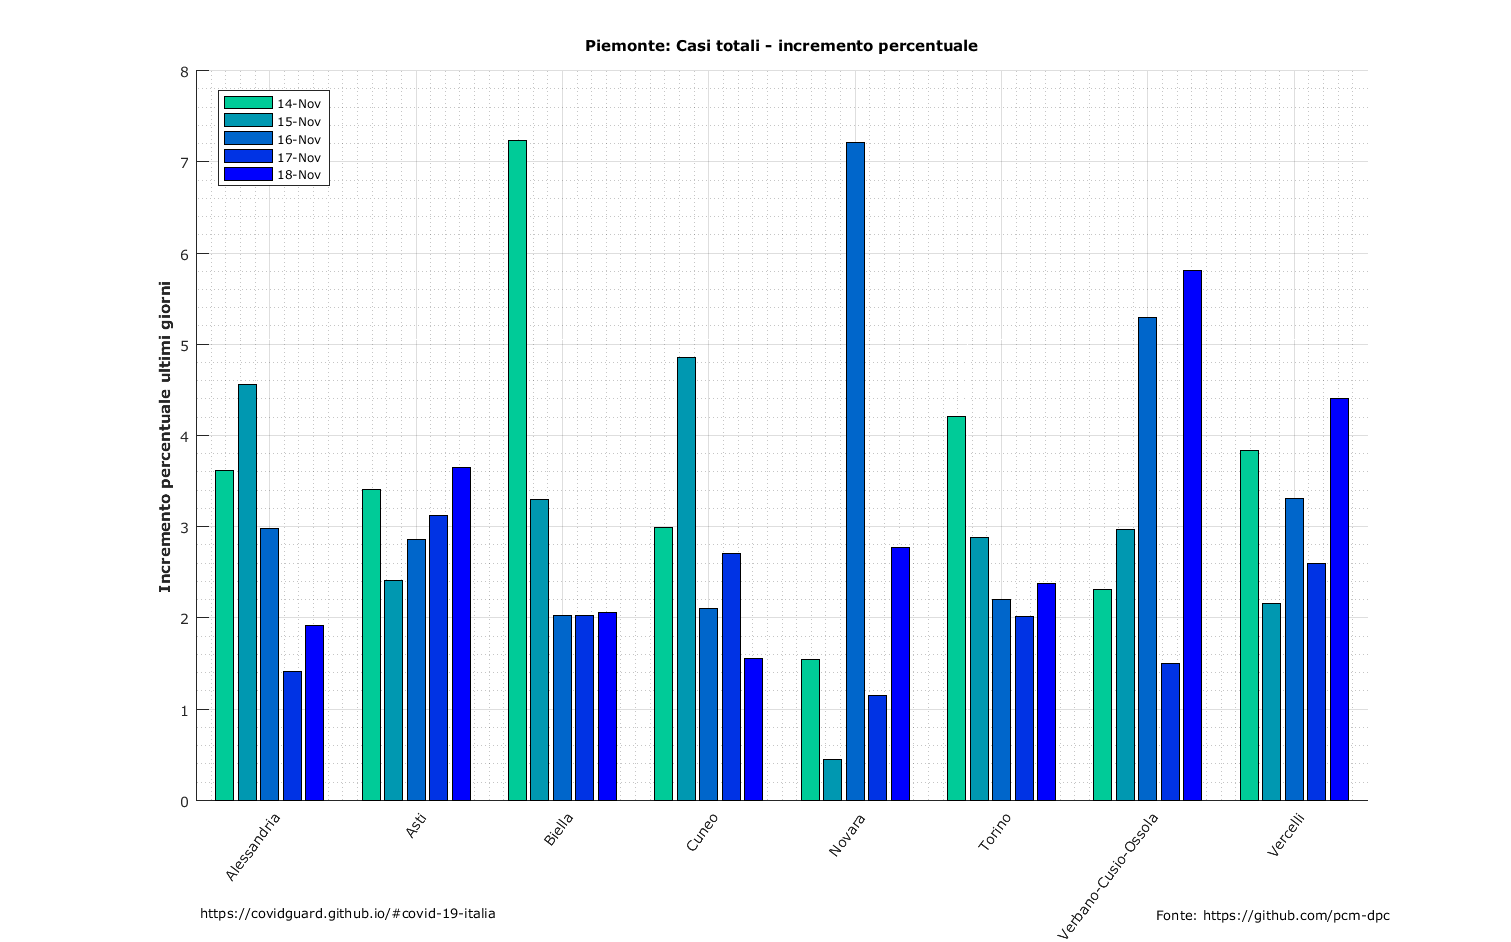 Piemonte: Casi totali - incremento percentuale
Incremento percentuale ultimi giorni
8
7
6
5
4
3
2
1
0
14-Nov
15-Nov
16-Nov
17-Nov
18-Nov
Alessandria
Asti
Biella
Cuneo
Novara
Torino
Verbano-Cusio-Ossola
Vercelli
https://covidguard.github.io/#covid-19-italia
Fonte: https://github.com/pcm-dpc